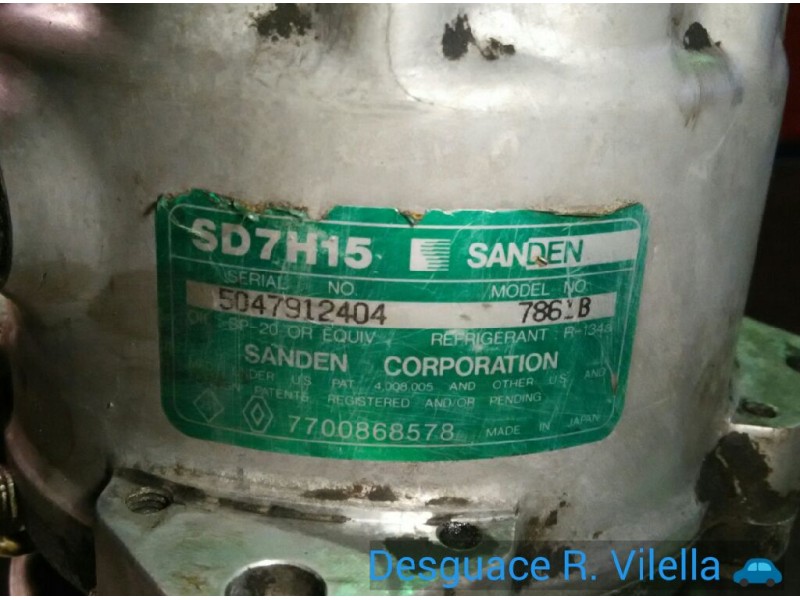 SD7H15 SANDEN
SERIAL NO. MODEL NO.
5047912404 7861B
OIL SP-20 OR EQUIV REFRIGERANT R-134a
SANDEN CORPORATION
UNDER U.S. PAT. 4,008,005 AND OTHER U.S. AND
PATENTS, REGISTERED AND/OR PENDING
7700868578 MADE IN JAPAN
Desguace R. Vilella